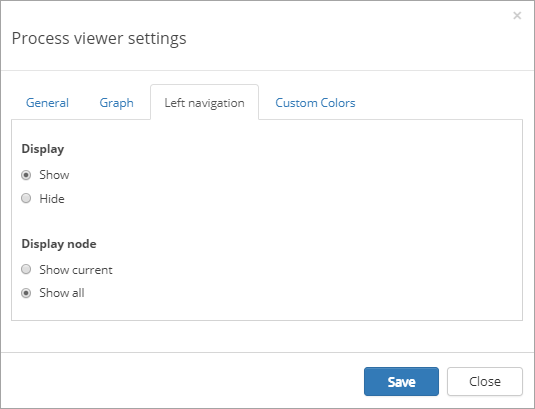 ×
Process viewer settings
General Graph Left navigation Custom Colors
Display
Show
Hide
Display node
Show current
Show all
Save Close